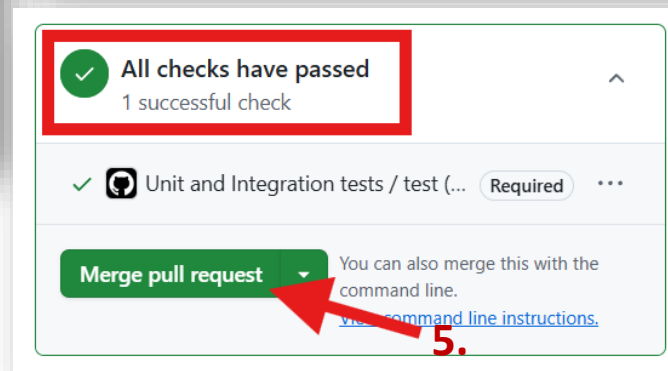 All checks have passed
1 successful check
Unit and Integration tests / test (... Required ...
Merge pull request
You can also merge this with the
command line.
command line instructions.
5.